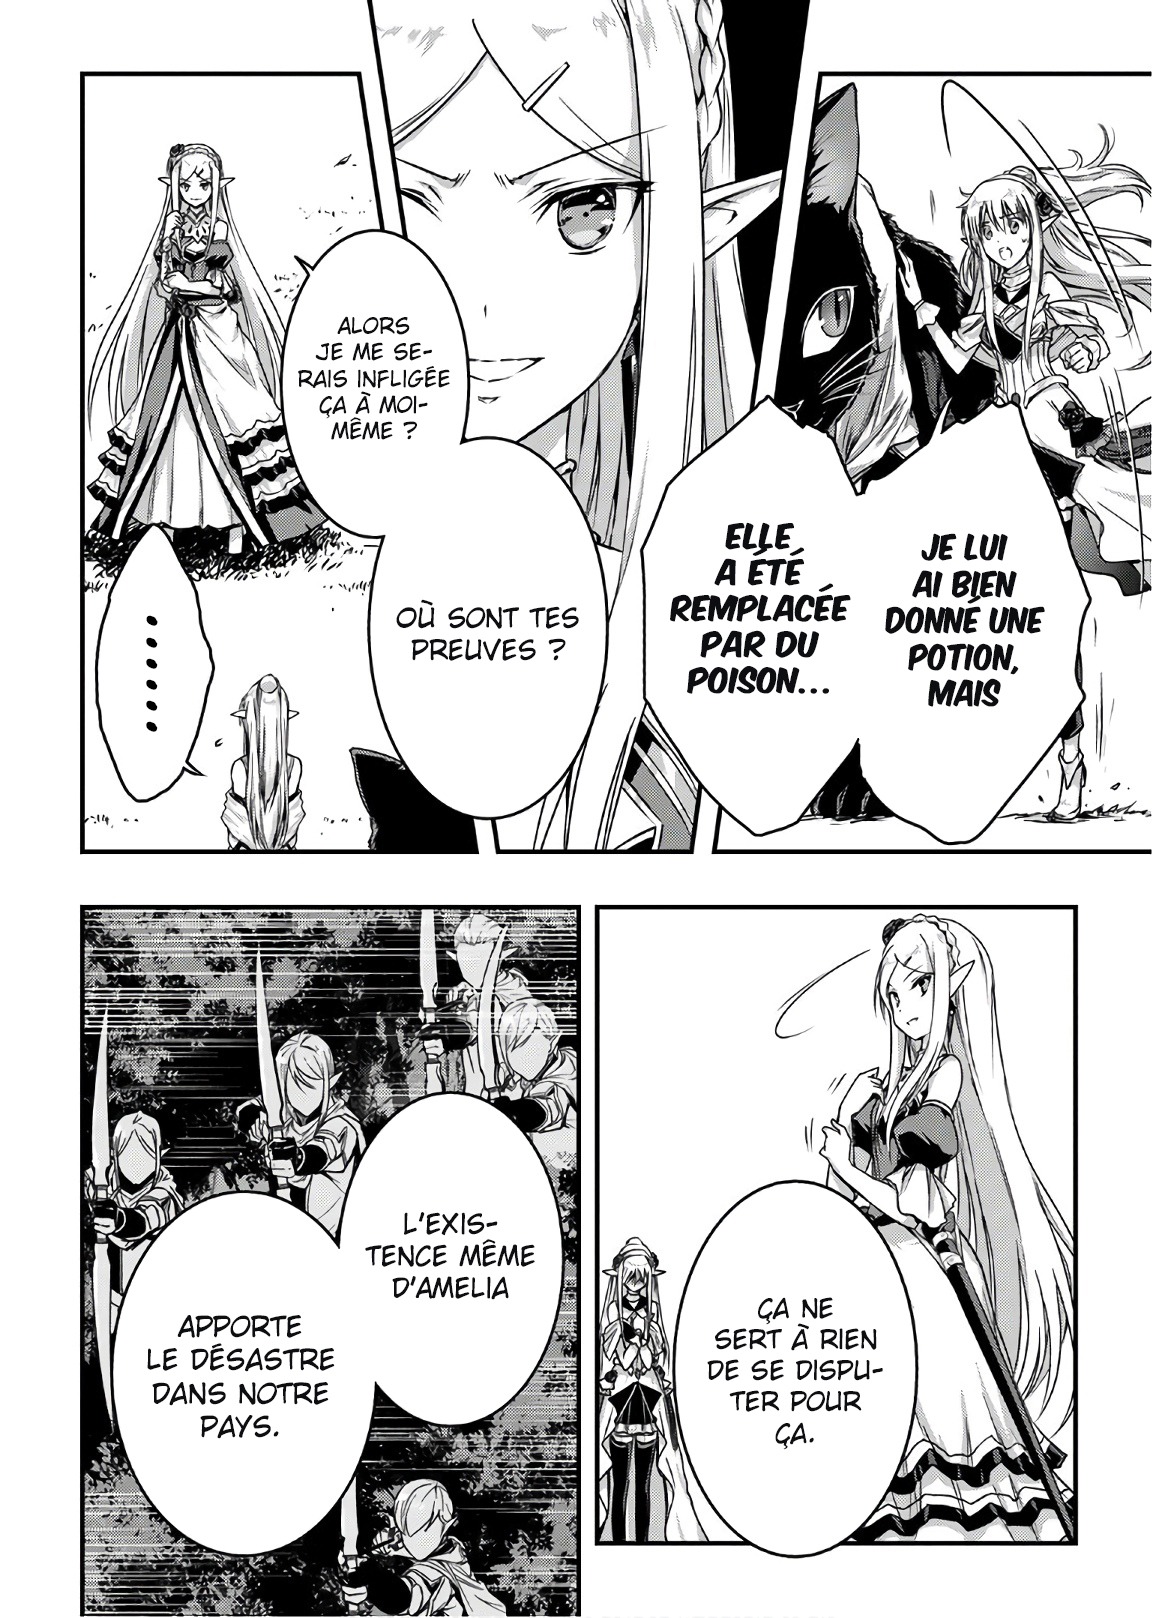 JE LUI
AI BIEN
DONNÉ UNE
POTION,
MAIS
ELLE
A ÉTÉ
REMPLACÉE
PAR DU
POISON...
OÙ SONT TES
PREUVES ?
ALORS
JE ME SE-
RAIS INFLIGÉE
ÇA À MOI-
MÊME ?
......
ÇA NE
SERT À RIEN
DE SE DISPU-
TER POUR
ÇA.
L'EXIS-
TENCE MÊME
D'AMELIA
APPORTE
LE DÉSASTRE
DANS NOTRE
PAYS.